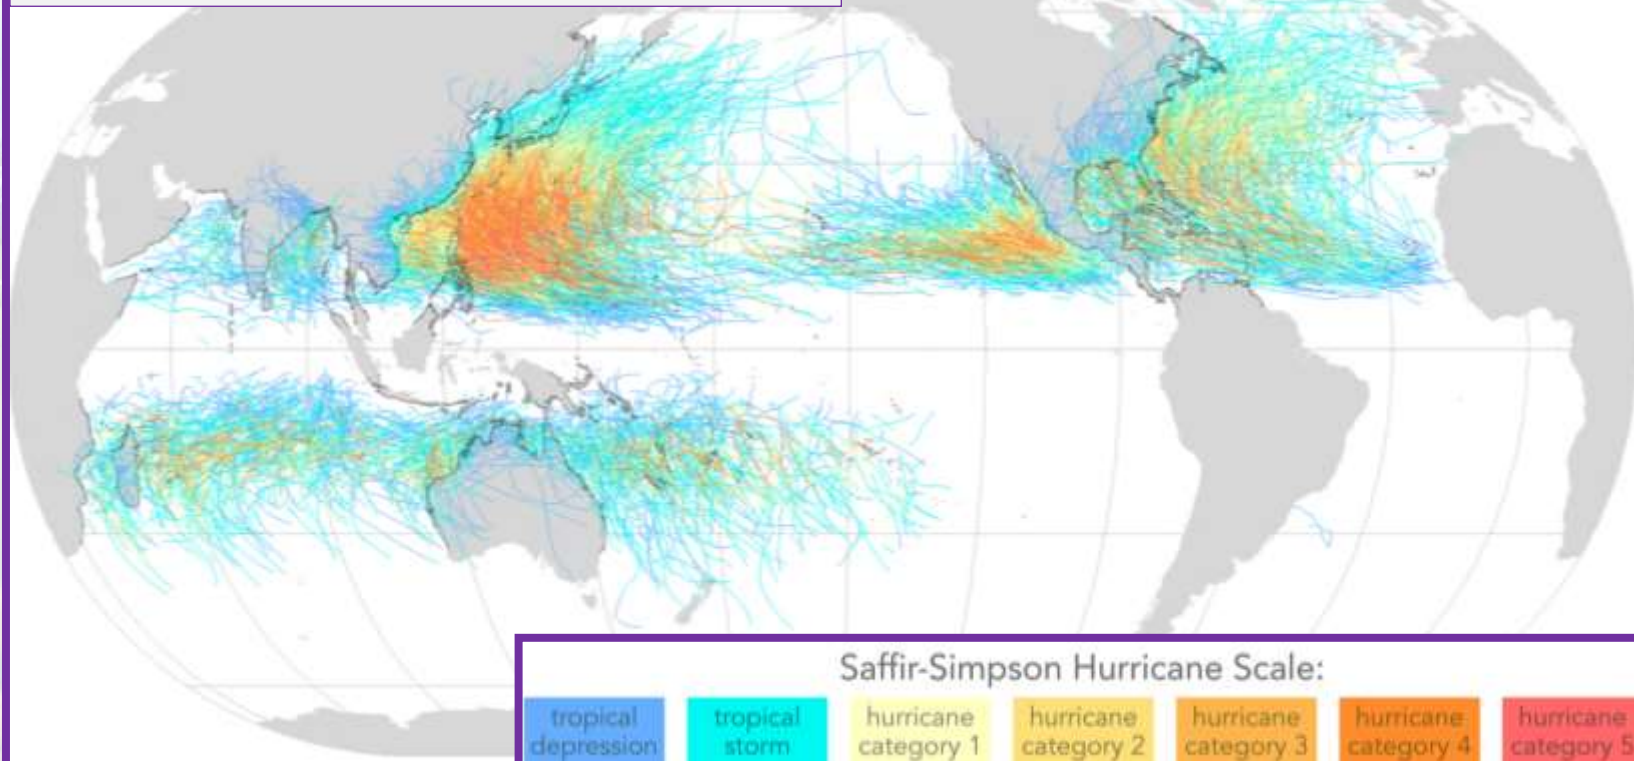 Saffir-Simpson Hurricane Scale:
tropical depression
tropical storm
hurricane category 1
hurricane category 2
hurricane category 3
hurricane category 4
hurricane category 5